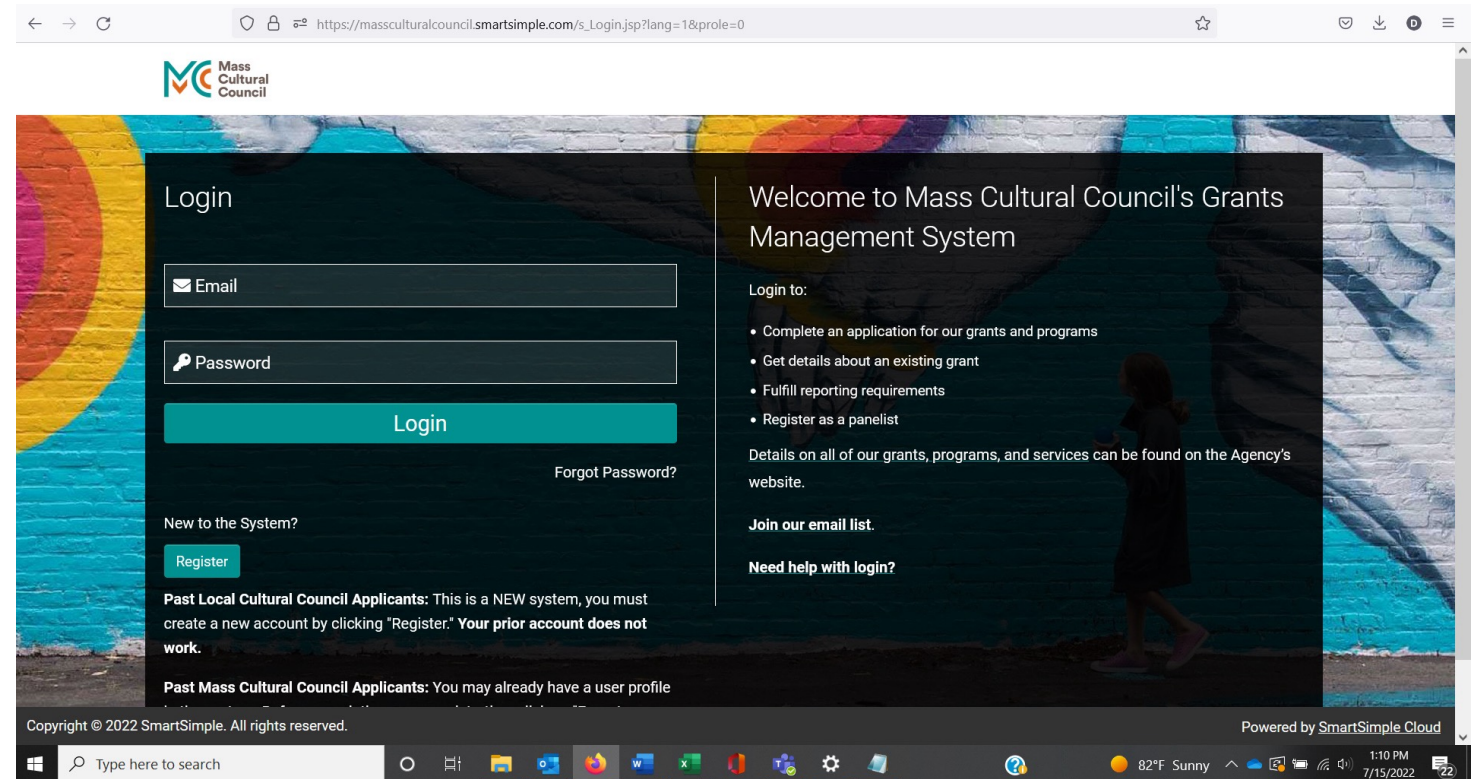 https://massculturalcouncil.smartsimple.com/s_Login.jsp?lang=1&prole=0
D
Mass
Cultural
Council
Login
Email
Password
Login
Forgot Password?
New to the System?
Register
Past Local Cultural Council Applicants: This is a NEW system, you must
create a new account by clicking "Register." Your prior account does not
work.
Past Mass Cultural Council Applicants: You may already have a user profile
Welcome to Mass Cultural Council's Grants
Management System
Login to:
• Complete an application for our grants and programs
• Get details about an existing grant
• Fulfill reporting requirements
• Register as a panelist
Details on all of our grants, programs, and services can be found on the Agency's
website.
Join our email list.
Need help with login?
Copyright © 2022 SmartSimple. All rights reserved.
Powered by SmartSimple Cloud
Type here to search
82°F Sunny
1:10 PM
7/15/2022
22